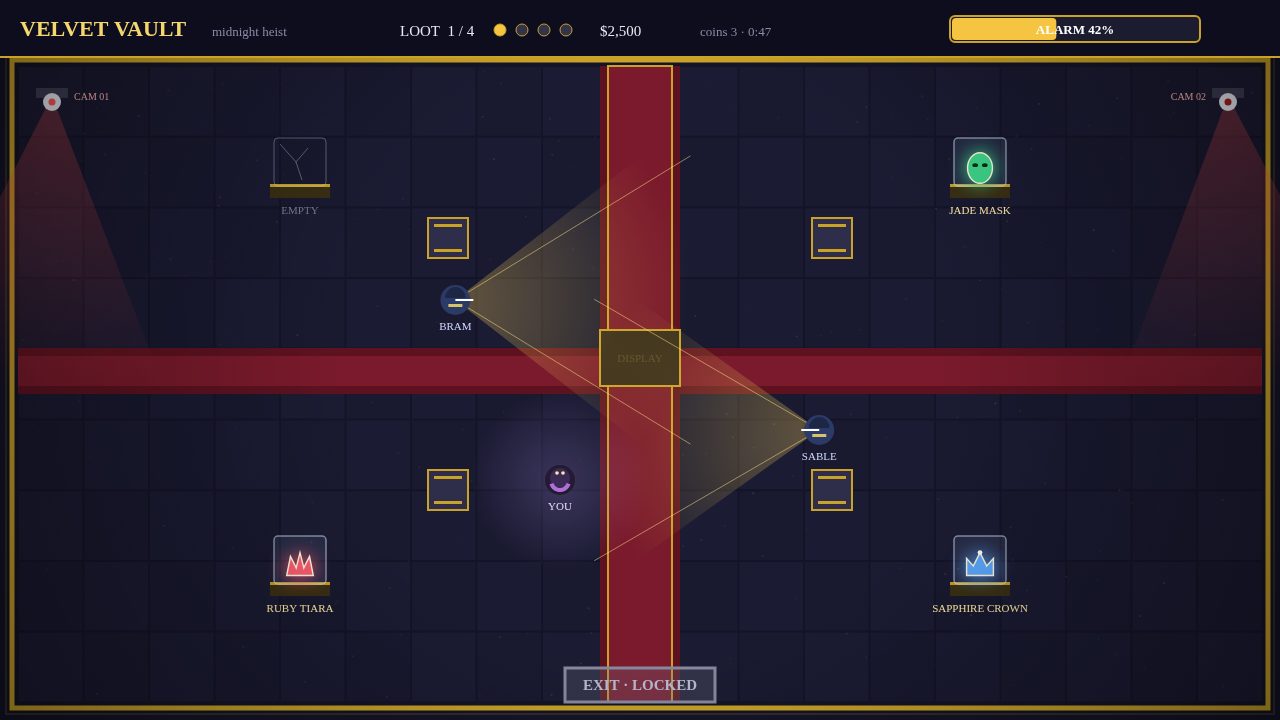 VELVET VAULT
midnight heist
LOOT 1 / 4
$2,500
coins 3 · 0:47
ALARM 42%
CAM 01
CAM 02
EMPTY
JADE MASK
BRAM
DISPLAY
SABLE
YOU
RUBY TIARA
SAPPHIRE CROWN
EXIT · LOCKED